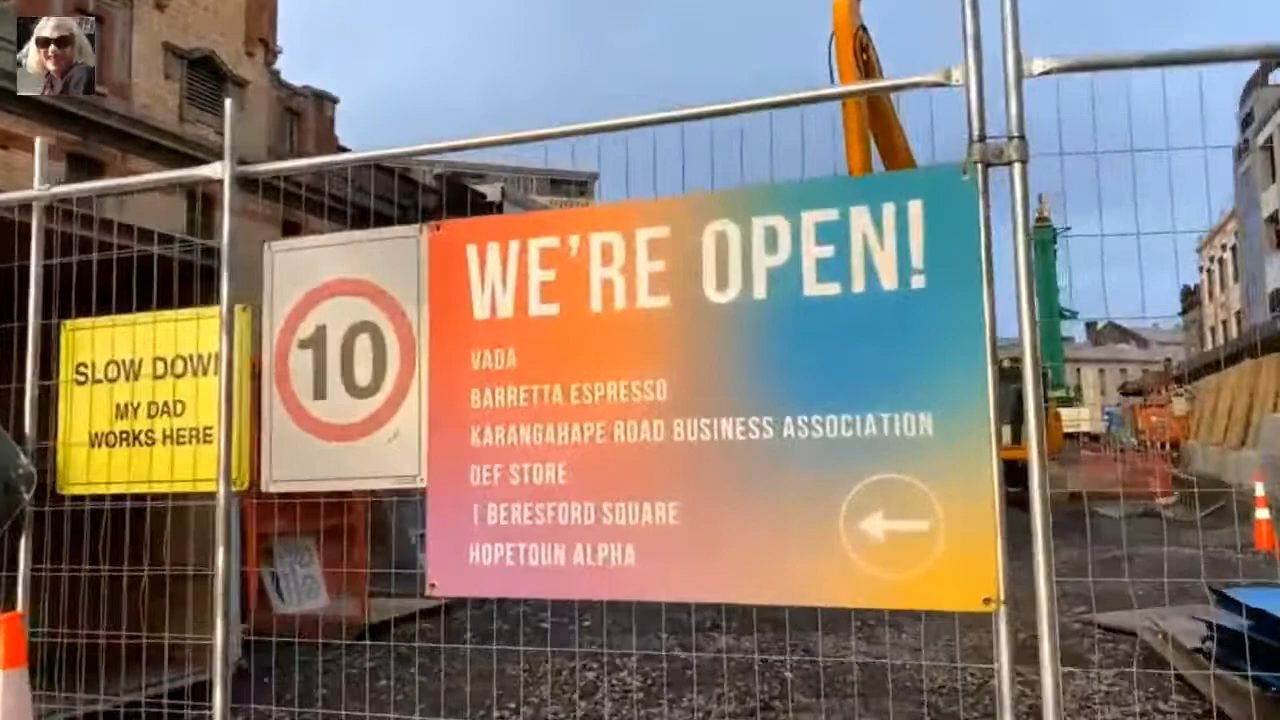 SLOW DOWN
MY DAD
WORKS HERE
10
WE'RE OPEN!
VADA
BARRETTA ESPRESSO
KARANGAHAPE ROAD BUSINESS ASSOCIATION
DEF STORE
1 BERESFORD SQUARE
HOPETOUN ALPHA